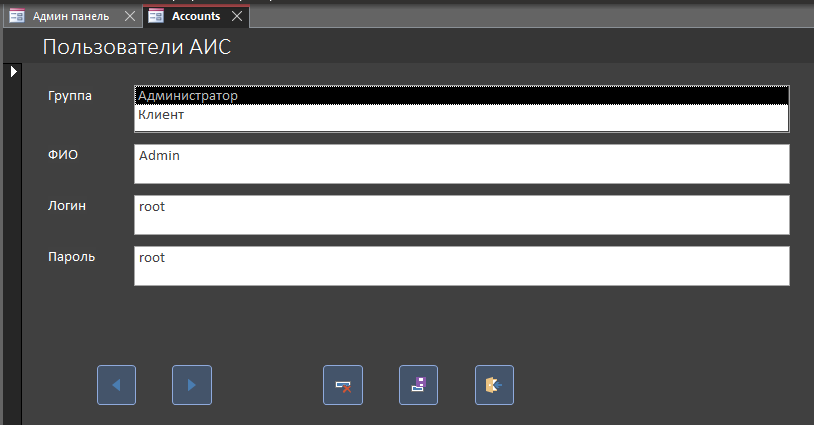 Админ панель
Accounts
Пользователи АИС
Группа
Администратор
Клиент
ФИО
Admin
Логин
root
Пароль
root